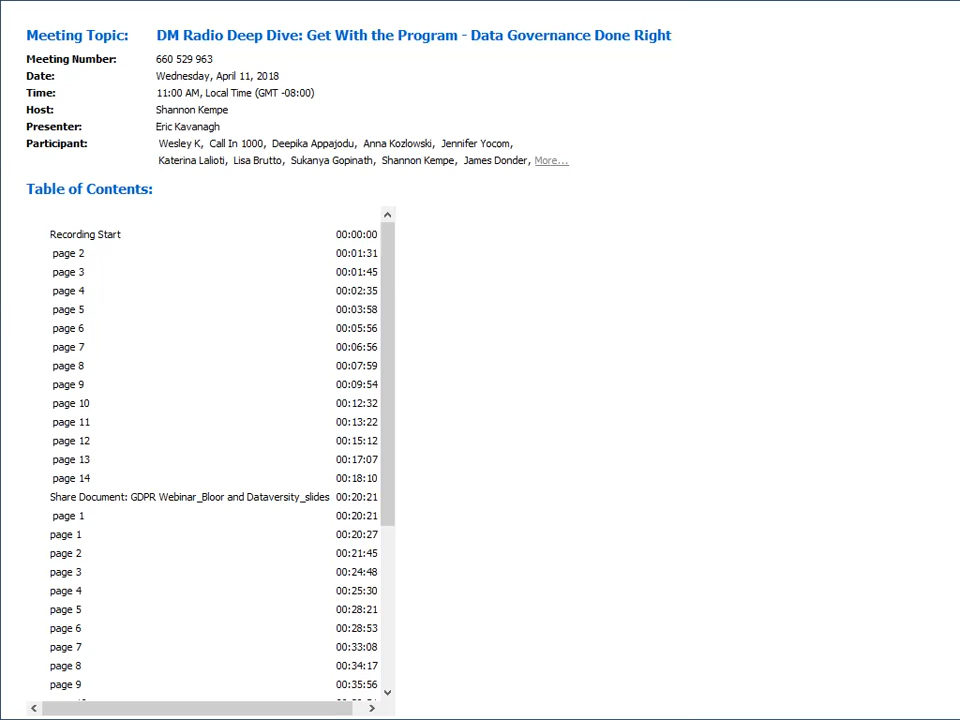 Meeting Topic: DM Radio Deep Dive: Get With the Program - Data Governance Done Right
Meeting Number: 660 529 963
Date: Wednesday, April 11, 2018
Time: 11:00 AM, Local Time (GMT -08:00)
Host: Shannon Kempe
Presenter: Eric Kavanagh
Participant: Wesley K, Call In 1000, Deepika Appajodu, Anna Kozlowski, Jennifer Yocom,
Katerina Lalioti, Lisa Brutto, Sukanya Gopinath, Shannon Kempe, James Donder, More...
Table of Contents:
Recording Start 00:00:00
page 2 00:01:31
page 3 00:01:45
page 4 00:02:35
page 5 00:03:58
page 6 00:05:56
page 7 00:06:56
page 8 00:07:59
page 9 00:09:54
page 10 00:12:32
page 11 00:13:22
page 12 00:15:12
page 13 00:17:07
page 14 00:18:10
Share Document: GDPR Webinar_Bloor and Dataversity_slides 00:20:21
page 1 00:20:21
page 1 00:20:27
page 2 00:21:45
page 3 00:24:48
page 4 00:25:30
page 5 00:28:21
page 6 00:28:53
page 7 00:33:08
page 8 00:34:17
page 9 00:35:56